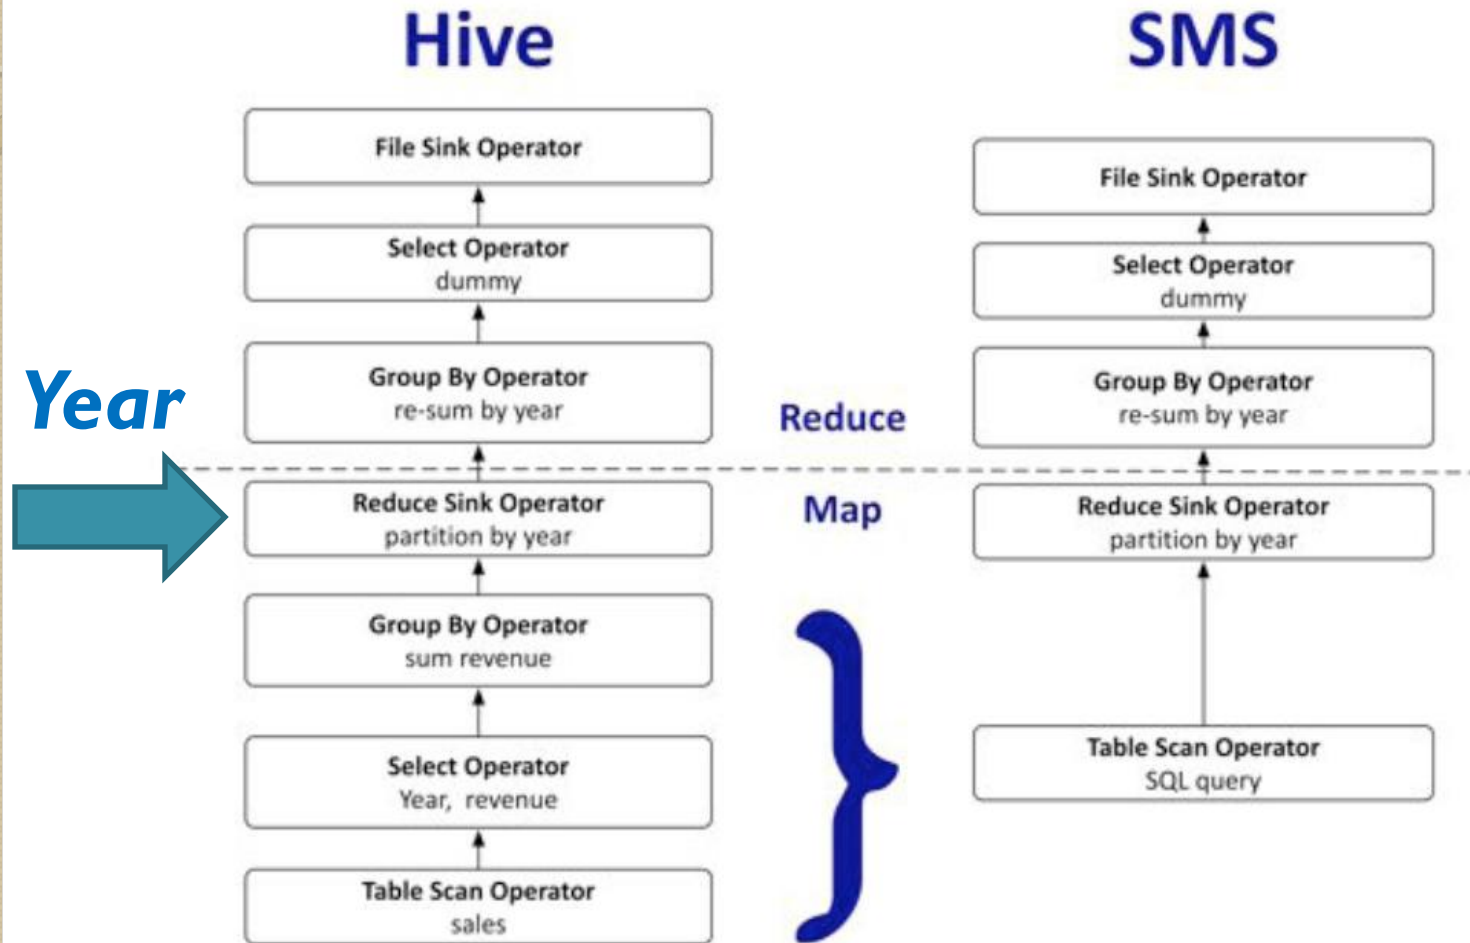 Hive
File Sink Operator
Select Operator
dummy
Group By Operator
re-sum by year
Year
Reduce Sink Operator
partition by year
Group By Operator
sum revenue
Select Operator
Year, revenue
Table Scan Operator
sales
Reduce
Map
SMS
File Sink Operator
Select Operator
dummy
Group By Operator
re-sum by year
Reduce Sink Operator
partition by year
Table Scan Operator
SQL query